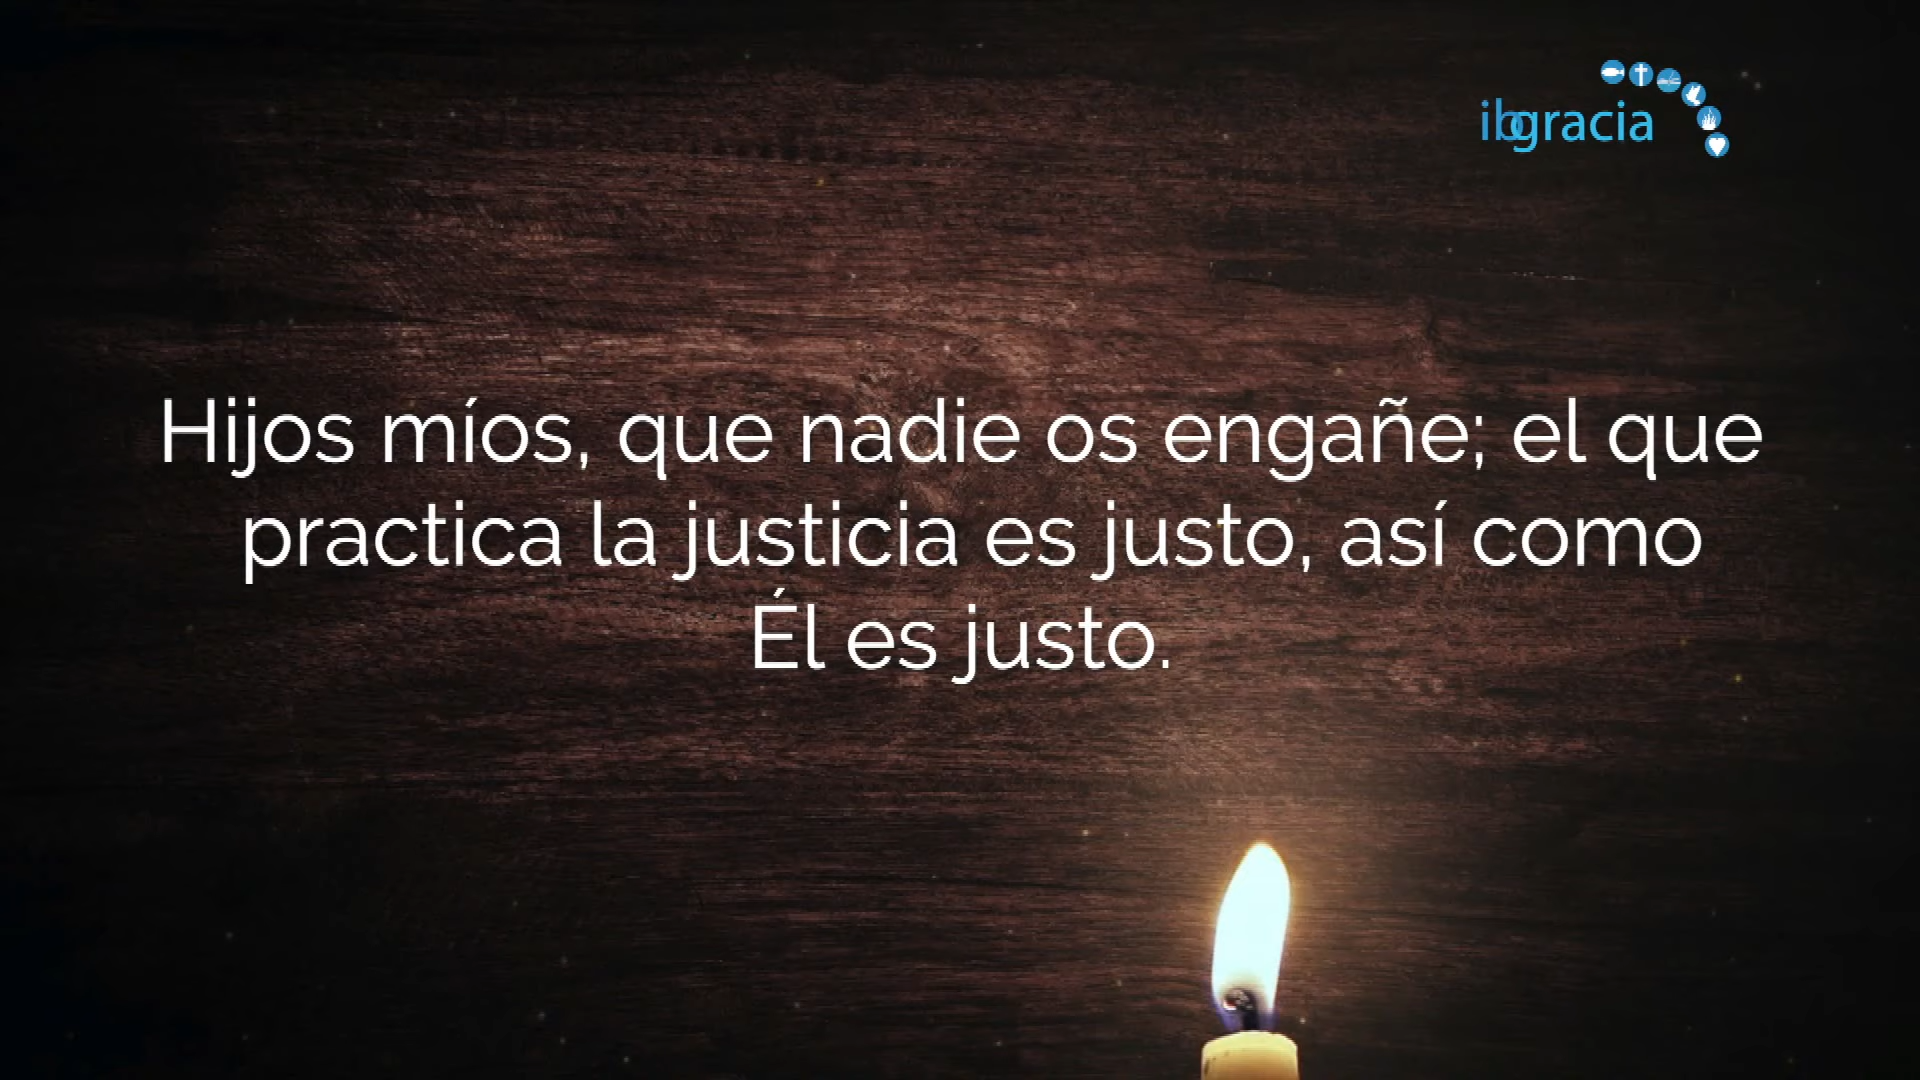 ibgracia
Hijos míos, que nadie os engañe; el que
practica la justicia es justo, así como
Él es justo.